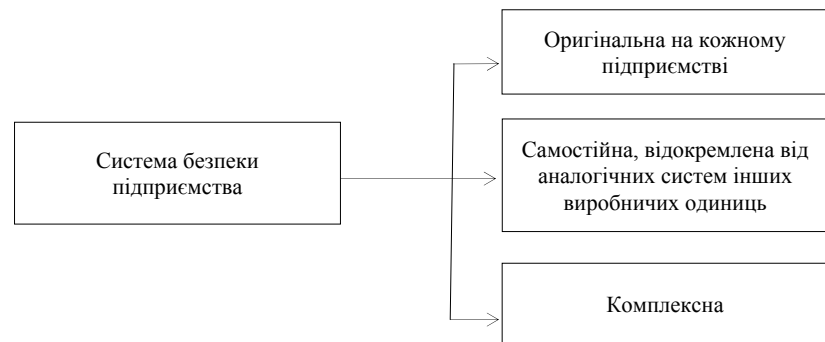 Оригінальна на кожному
підприємстві
Система безпеки
підприємства
Самостійна, відокремлена від
аналогічних систем інших
виробничих одиниць
Комплексна